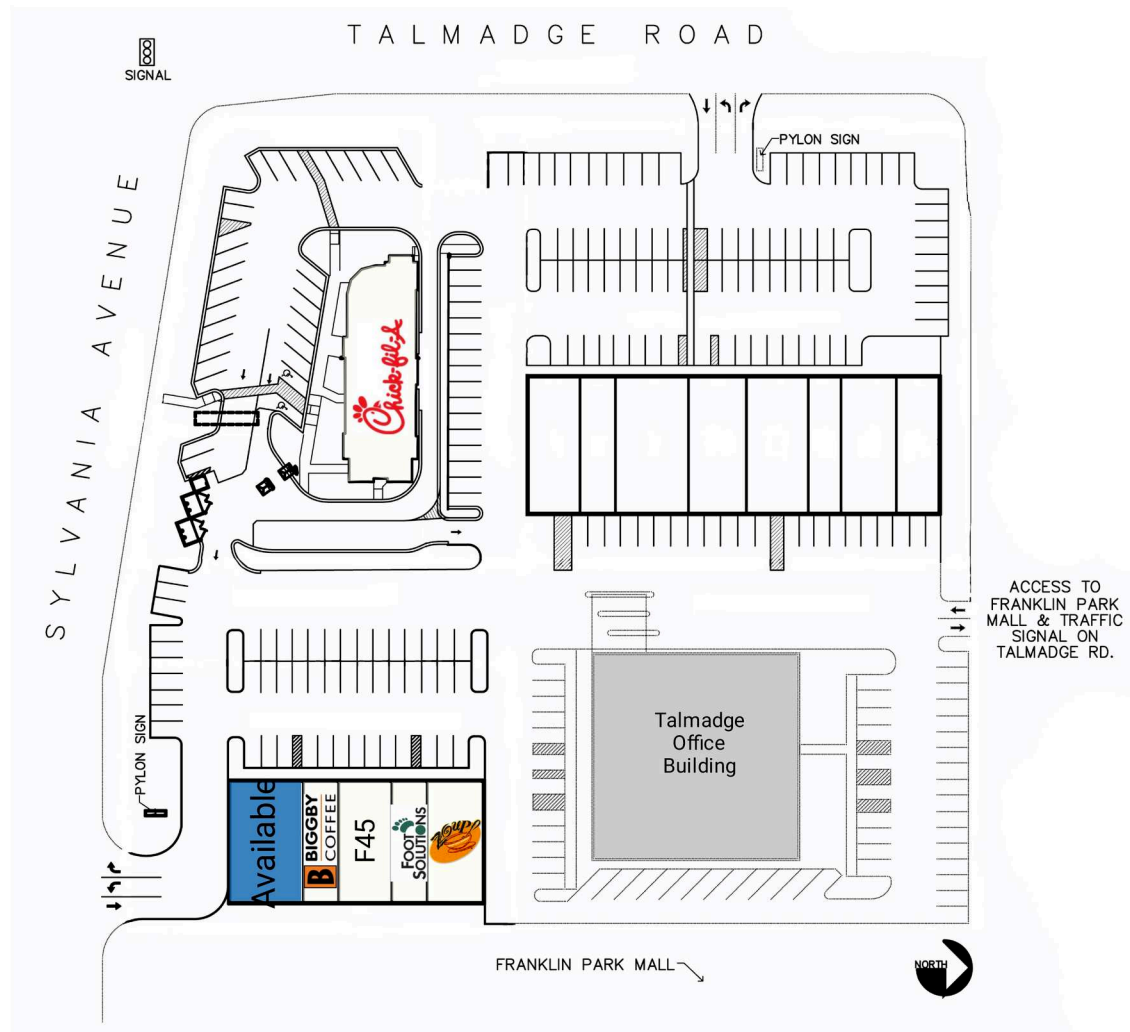 TALMADGE ROAD
SIGNAL
PYLON SIGN
SYLVANIA AVENUE
Chick-fil-A
ACCESS TO
FRANKLIN PARK
MALL & TRAFFIC
SIGNAL ON
TALMADGE RD.
Talmadge
Office
Building
PYLON SIGN
Available
B BIGGBY
COFFEE
F45
FOOT
SOLUTIONS
Zoup!
FRANKLIN PARK MALL
NORTH